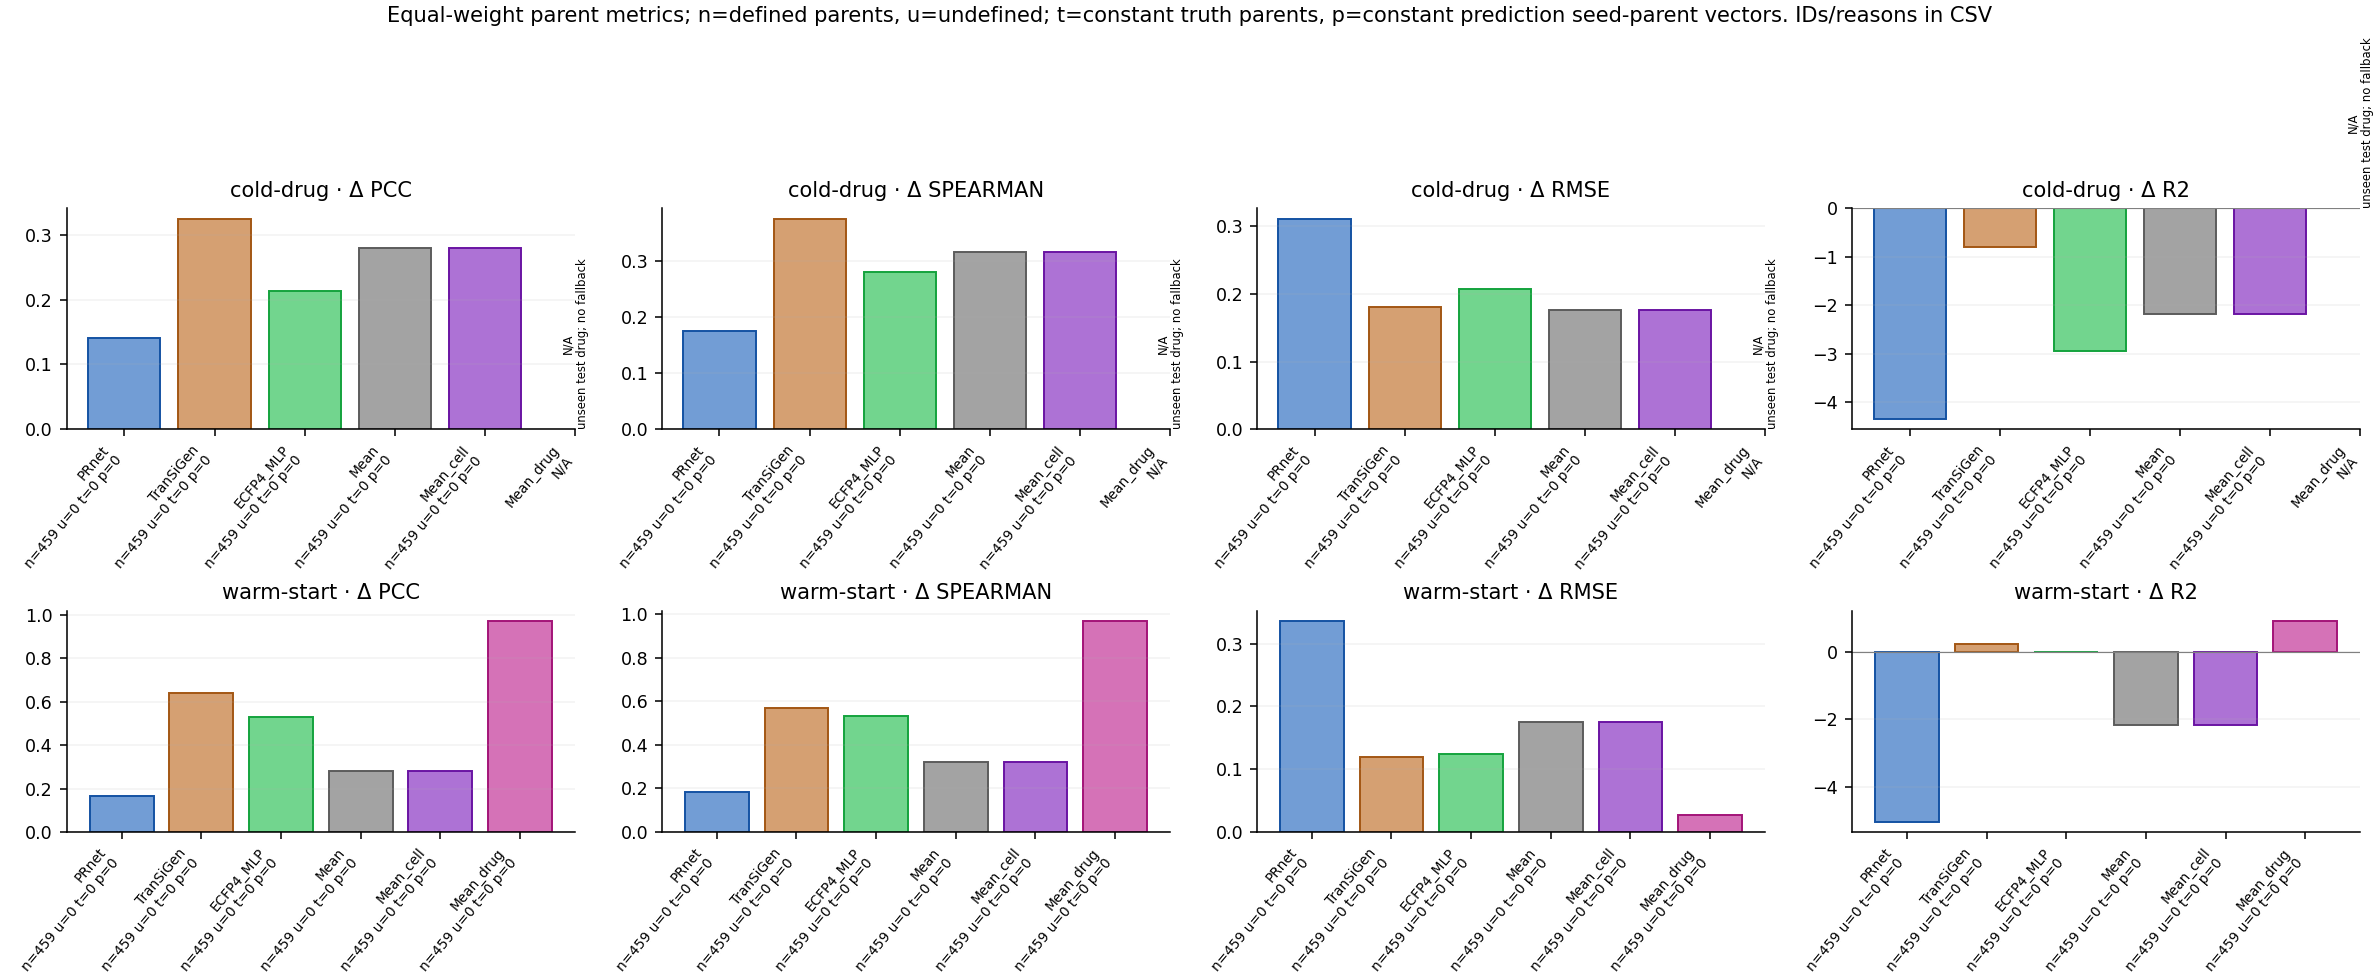 Equal-weight parent metrics; n=defined parents, u=undefined; t=constant truth parents, p=constant prediction seed-parent vectors. IDs/reasons in CSV
cold-drug · Δ PCC
0.3
0.2
0.1
0.0
N/A
unseen test drug; no fallback
PRnet
n=459 u=0 t=0 p=0
TranSiGen
n=459 u=0 t=0 p=0
ECFP4_MLP
n=459 u=0 t=0 p=0
Mean
n=459 u=0 t=0 p=0
Mean_cell
n=459 u=0 t=0 p=0
Mean_drug
N/A
cold-drug · Δ SPEARMAN
0.3
0.2
0.1
0.0
N/A
unseen test drug; no fallback
PRnet
n=459 u=0 t=0 p=0
TranSiGen
n=459 u=0 t=0 p=0
ECFP4_MLP
n=459 u=0 t=0 p=0
Mean
n=459 u=0 t=0 p=0
Mean_cell
n=459 u=0 t=0 p=0
Mean_drug
N/A
cold-drug · Δ RMSE
0.3
0.2
0.1
0.0
N/A
unseen test drug; no fallback
PRnet
n=459 u=0 t=0 p=0
TranSiGen
n=459 u=0 t=0 p=0
ECFP4_MLP
n=459 u=0 t=0 p=0
Mean
n=459 u=0 t=0 p=0
Mean_cell
n=459 u=0 t=0 p=0
Mean_drug
N/A
cold-drug · Δ R2
0
−1
−2
−3
−4
N/A
unseen test drug; no fallback
PRnet
n=459 u=0 t=0 p=0
TranSiGen
n=459 u=0 t=0 p=0
ECFP4_MLP
n=459 u=0 t=0 p=0
Mean
n=459 u=0 t=0 p=0
Mean_cell
n=459 u=0 t=0 p=0
Mean_drug
N/A
warm-start · Δ PCC
1.0
0.8
0.6
0.4
0.2
0.0
PRnet
n=459 u=0 t=0 p=0
TranSiGen
n=459 u=0 t=0 p=0
ECFP4_MLP
n=459 u=0 t=0 p=0
Mean
n=459 u=0 t=0 p=0
Mean_cell
n=459 u=0 t=0 p=0
Mean_drug
n=459 u=0 t=0 p=0
warm-start · Δ SPEARMAN
1.0
0.8
0.6
0.4
0.2
0.0
PRnet
n=459 u=0 t=0 p=0
TranSiGen
n=459 u=0 t=0 p=0
ECFP4_MLP
n=459 u=0 t=0 p=0
Mean
n=459 u=0 t=0 p=0
Mean_cell
n=459 u=0 t=0 p=0
Mean_drug
n=459 u=0 t=0 p=0
warm-start · Δ RMSE
0.3
0.2
0.1
0.0
PRnet
n=459 u=0 t=0 p=0
TranSiGen
n=459 u=0 t=0 p=0
ECFP4_MLP
n=459 u=0 t=0 p=0
Mean
n=459 u=0 t=0 p=0
Mean_cell
n=459 u=0 t=0 p=0
Mean_drug
n=459 u=0 t=0 p=0
warm-start · Δ R2
0
−2
−4
PRnet
n=459 u=0 t=0 p=0
TranSiGen
n=459 u=0 t=0 p=0
ECFP4_MLP
n=459 u=0 t=0 p=0
Mean
n=459 u=0 t=0 p=0
Mean_cell
n=459 u=0 t=0 p=0
Mean_drug
n=459 u=0 t=0 p=0